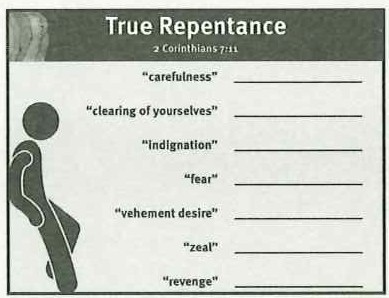 True Repentance
2 Corinthians 7:11
"carefulness"
"clearing of yourselves"
"indignation"
"fear"
"vehement desire"
"zeal"
"revenge"